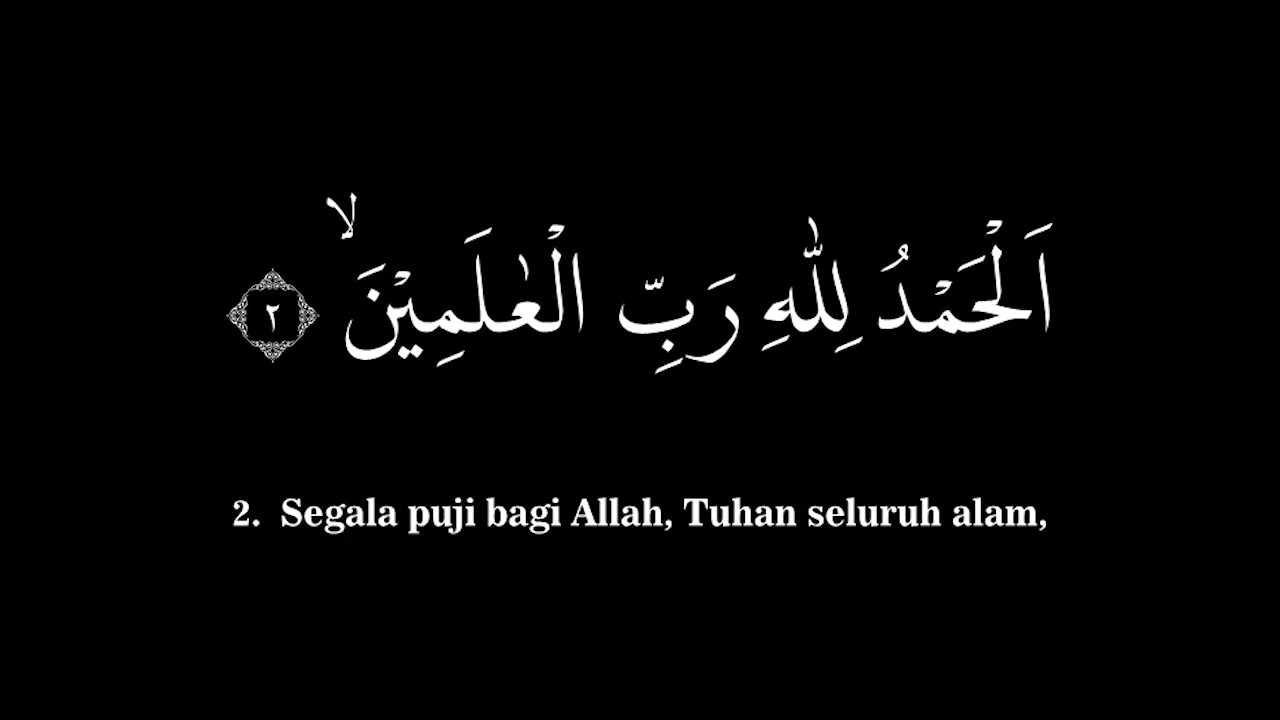 اَلْحَمْدُ لِلّٰهِ رَبِّ الْعٰلَمِيْنَۙ ٢
2. Segala puji bagi Allah, Tuhan seluruh alam,